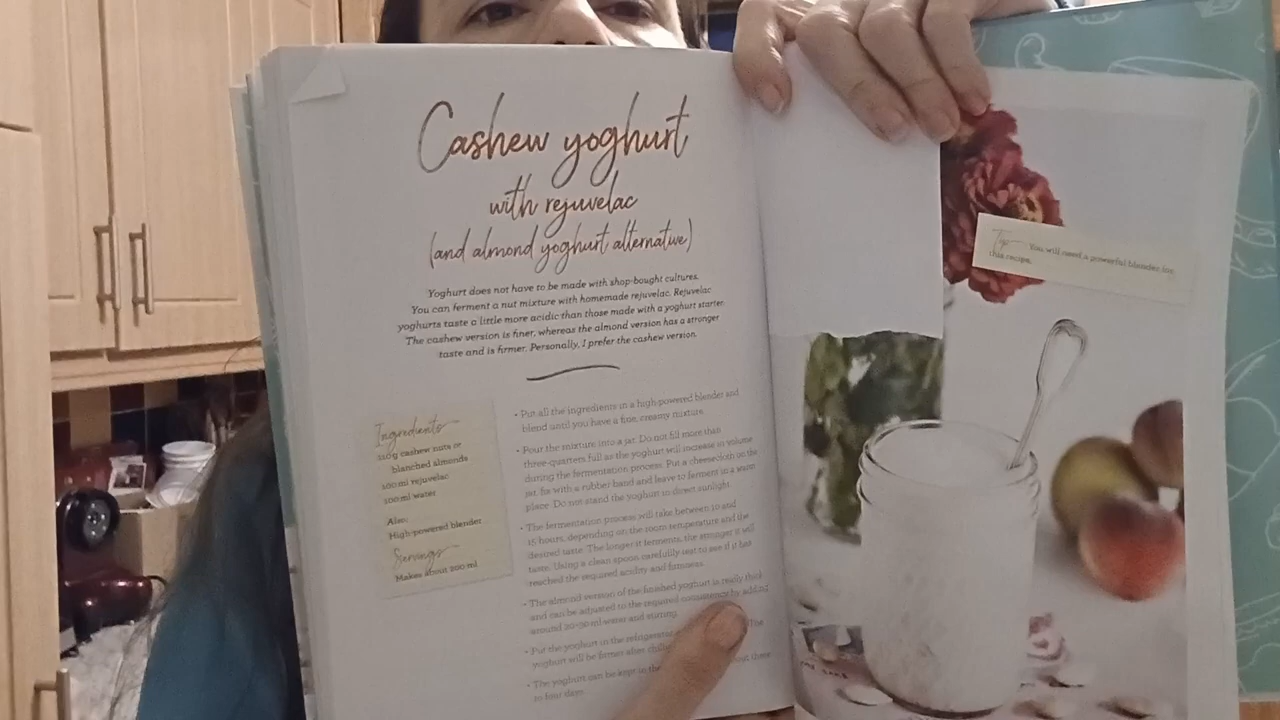 Cashew yoghurt
with rejuvelac
(and almond yoghurt alternative)
Yoghurt does not have to be made with shop-bought cultures.
You can ferment a nut mixture with homemade rejuvelac. Rejuvelac
yoghurts taste a little more acidic than those made with a yoghurt starter.
The cashew version is finer, whereas the almond version has a stronger
taste and is firmer. Personally, I prefer the cashew version.
Ingredients
cashew nuts or
blanched almonds
100 ml rejuvelac
100 ml water
Also:
High-powered blender
Servings
Makes about 200 ml
• Put all the ingredients in a high-powered blender and
blend until you have a fine, creamy mixture.
• Pour the mixture into a jar. Do not fill more than
three-quarters full as the yoghurt will increase in volume
during the fermentation process. Put a cheesecloth on the
jar, fix with a rubber band and leave to ferment in a warm
place. Do not stand the yoghurt in direct sunlight.
• The fermentation process will take between 10 and
15 hours, depending on the room temperature and the
desired taste. The longer it ferments, the stronger it will
taste. Using a clean spoon, carefully test to see if it has
reached the required acidity and firmness.
• The almond version of the finished yoghurt is really thick
and can be adjusted to the required consistency by adding
around 20-30 ml water and stirring.
• Put the yoghurt in the refrigerator The
yoghurt will be firmer after
• The yoghurt can be kept in the three
to four days.
Tip You will need a powerful blender for
this recipe.